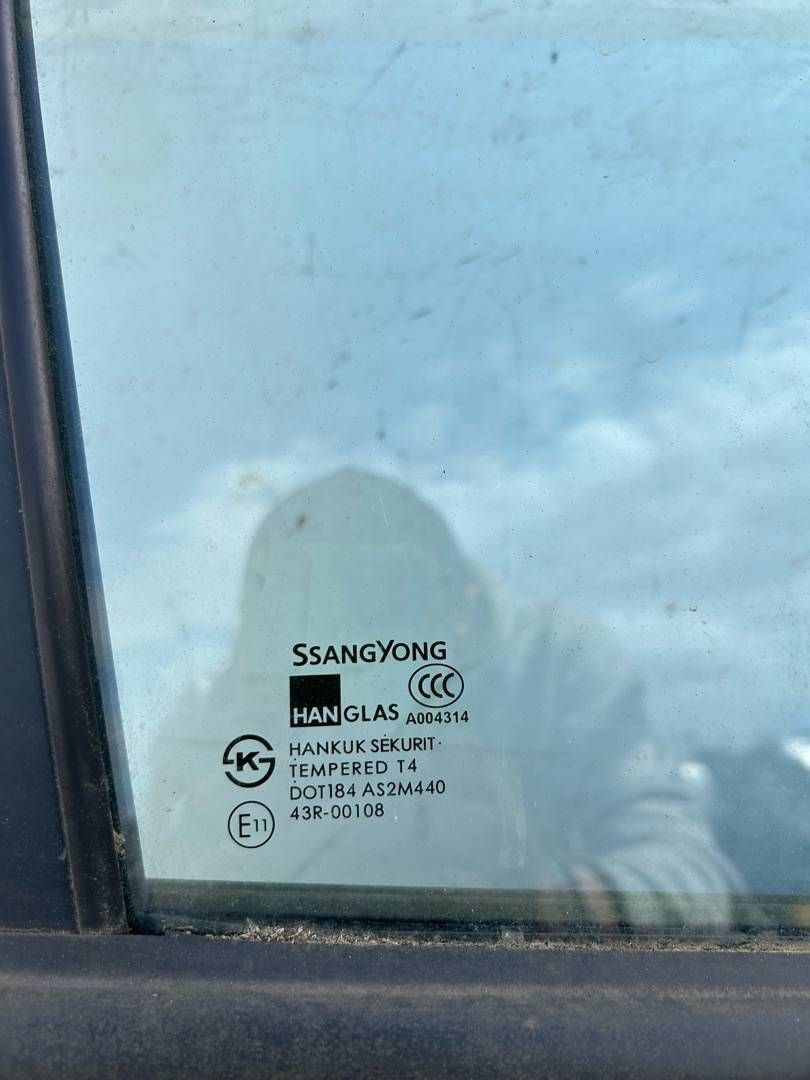 SSANGYONG
HANGLAS
CCC
A004314
K
HANKUK SEKURIT
TEMPERED T4
DOT184 AS2M440
43R-00108
E11